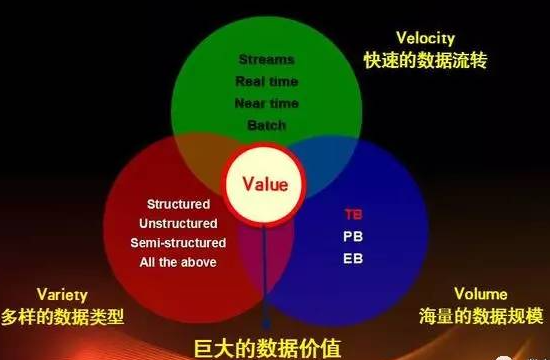 Velocity
快速的数据流转
Streams
Real time
Near time
Batch
Value
Structured
Unstructured
Semi-structured
All the above
TB
PB
EB
Variety
多样的数据类型
Volume
海量的数据规模
巨大的数据价值